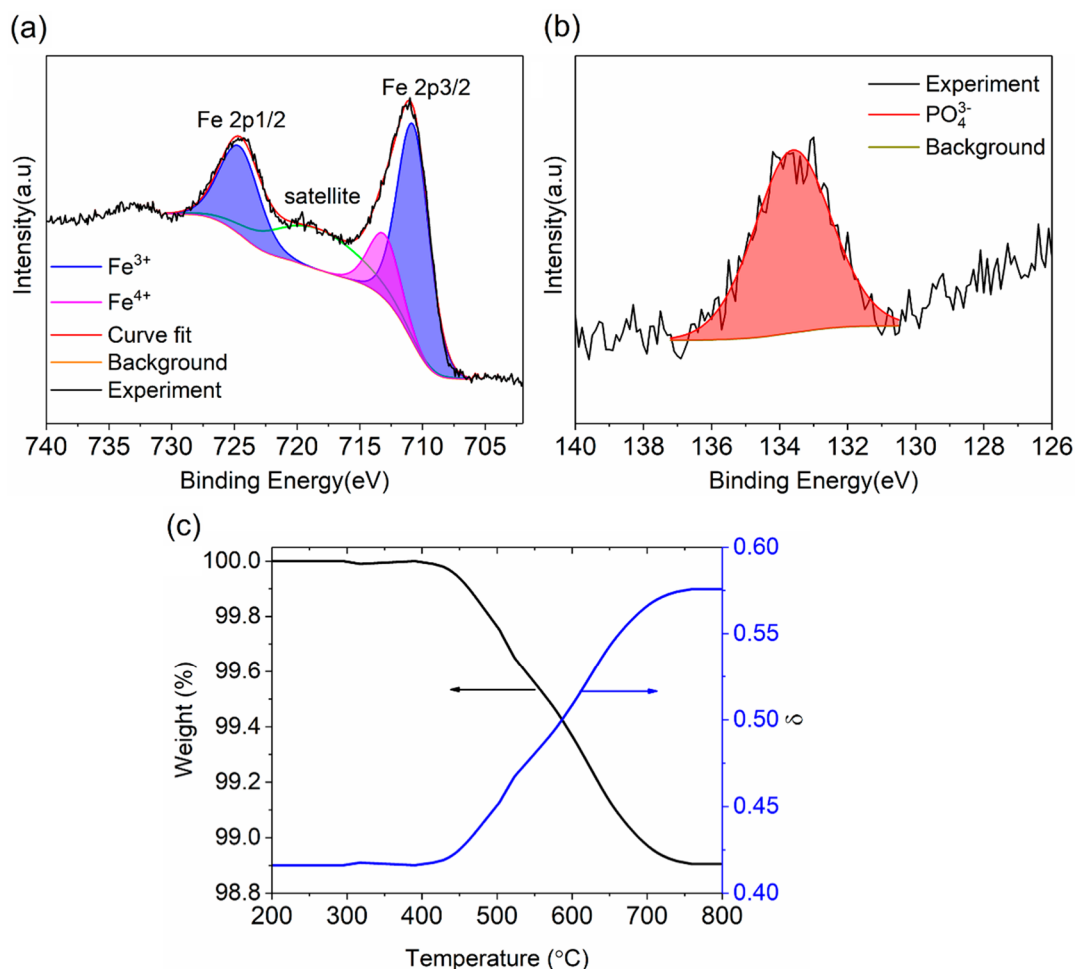 (a)
Fe 2p3/2
Fe 2p1/2
satellite
Fe³⁺
Fe⁴⁺
Curve fit
Background
Experiment
Intensity(a.u)
740 735 730 725 720 715 710 705
Binding Energy(eV)
(b)
Experiment
PO₄³⁻
Background
Intensity(a.u)
140 138 136 134 132 130 128 126
Binding Energy(eV)
(c)
100.0
99.8
99.6
99.4
99.2
99.0
98.8
Weight (%)
0.60
0.55
0.50
0.45
0.40
δ
200 300 400 500 600 700 800
Temperature (°C)